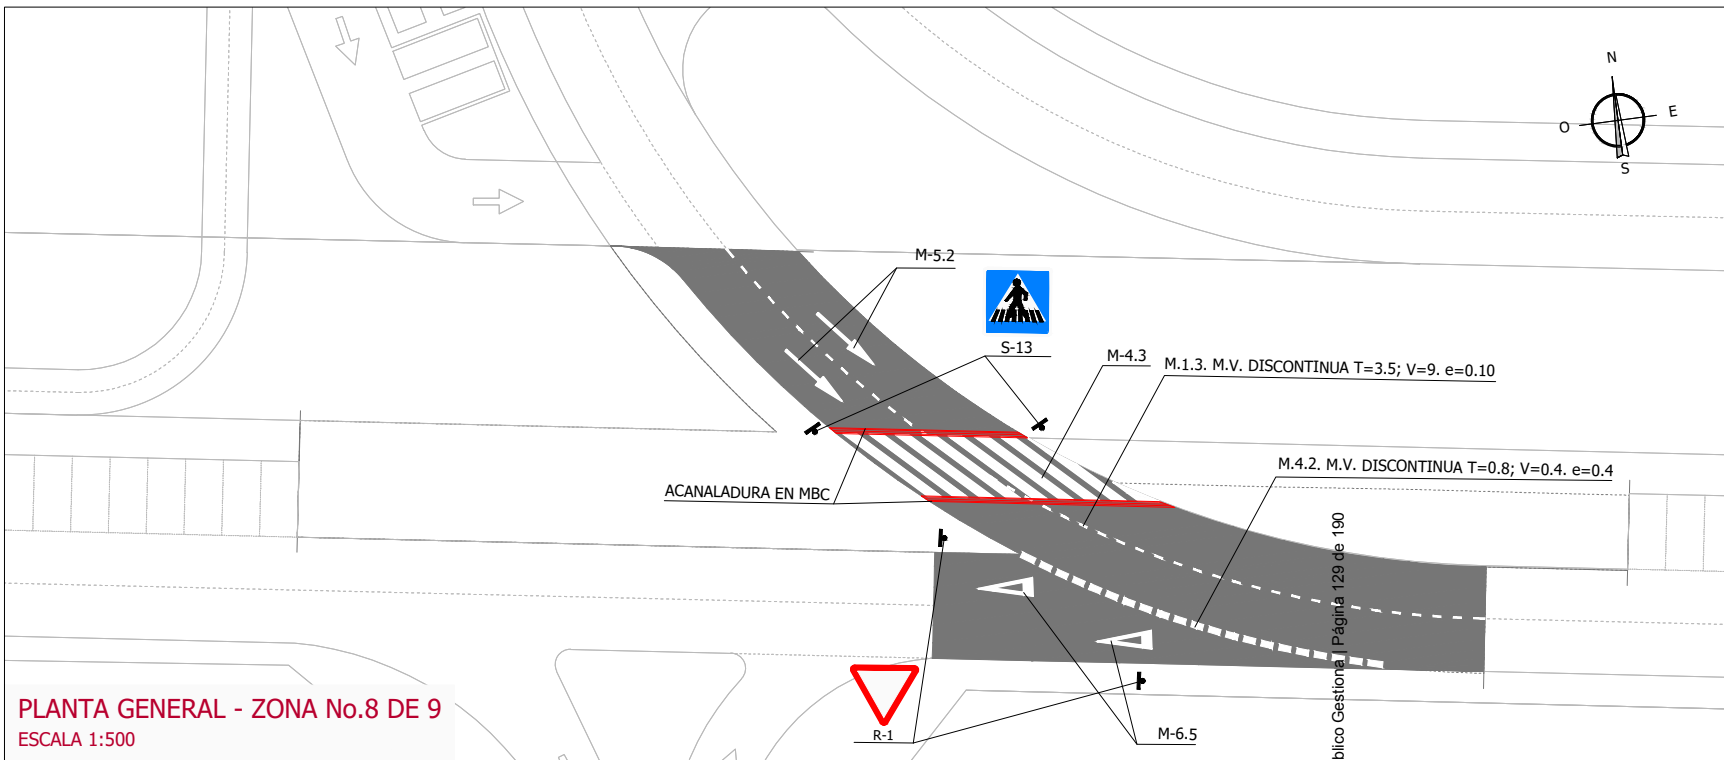 N
O
E
S
M-5.2
S-13
M-4.3
M.1.3. M.V. DISCONTINUA T=3.5; V=9. e=0.10
M.4.2. M.V. DISCONTINUA T=0.8; V=0.4. e=0.4
ACANALADURA EN MBC
R-1
M-6.5
blico Gestiona | Página 129 de 190
PLANTA GENERAL - ZONA No.8 DE 9
ESCALA 1:500